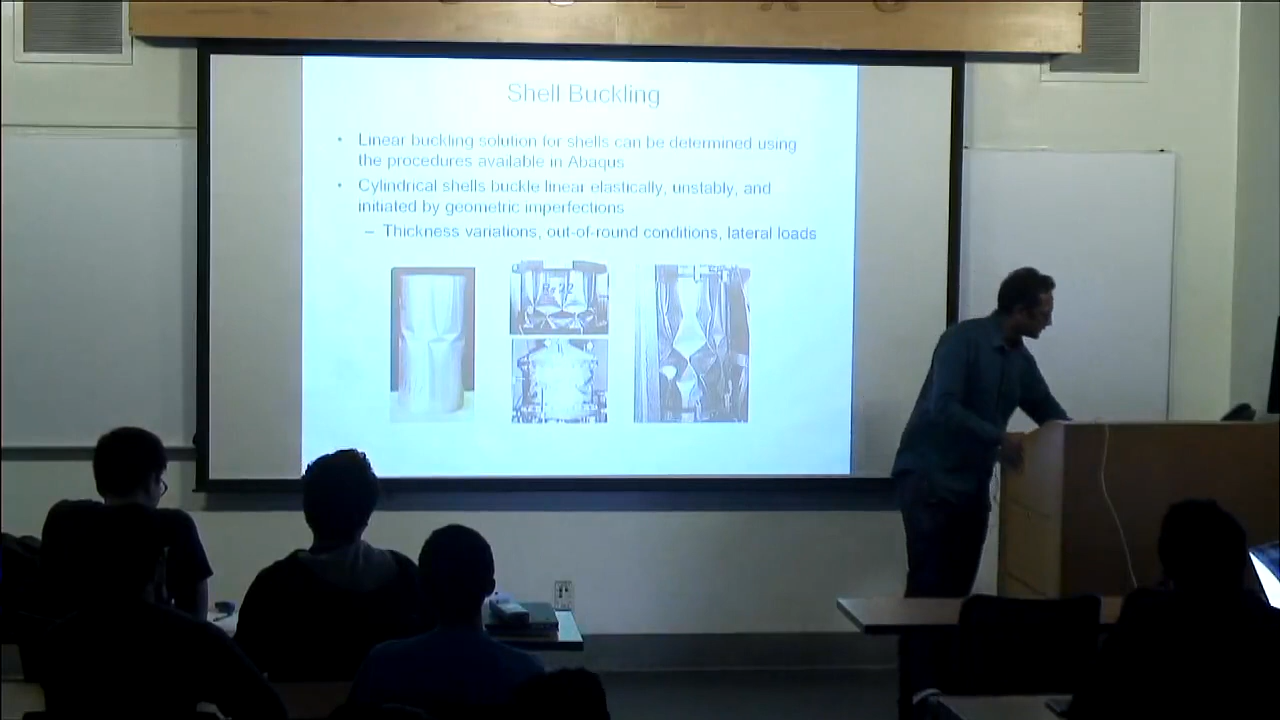 Shell Buckling
• Linear buckling solution for shells can be determined using
the procedures available in Abaqus
• Cylindrical shells buckle linear elastically, unstably, and
initiated by geometric imperfections
– Thickness variations, out-of-round conditions, lateral loads